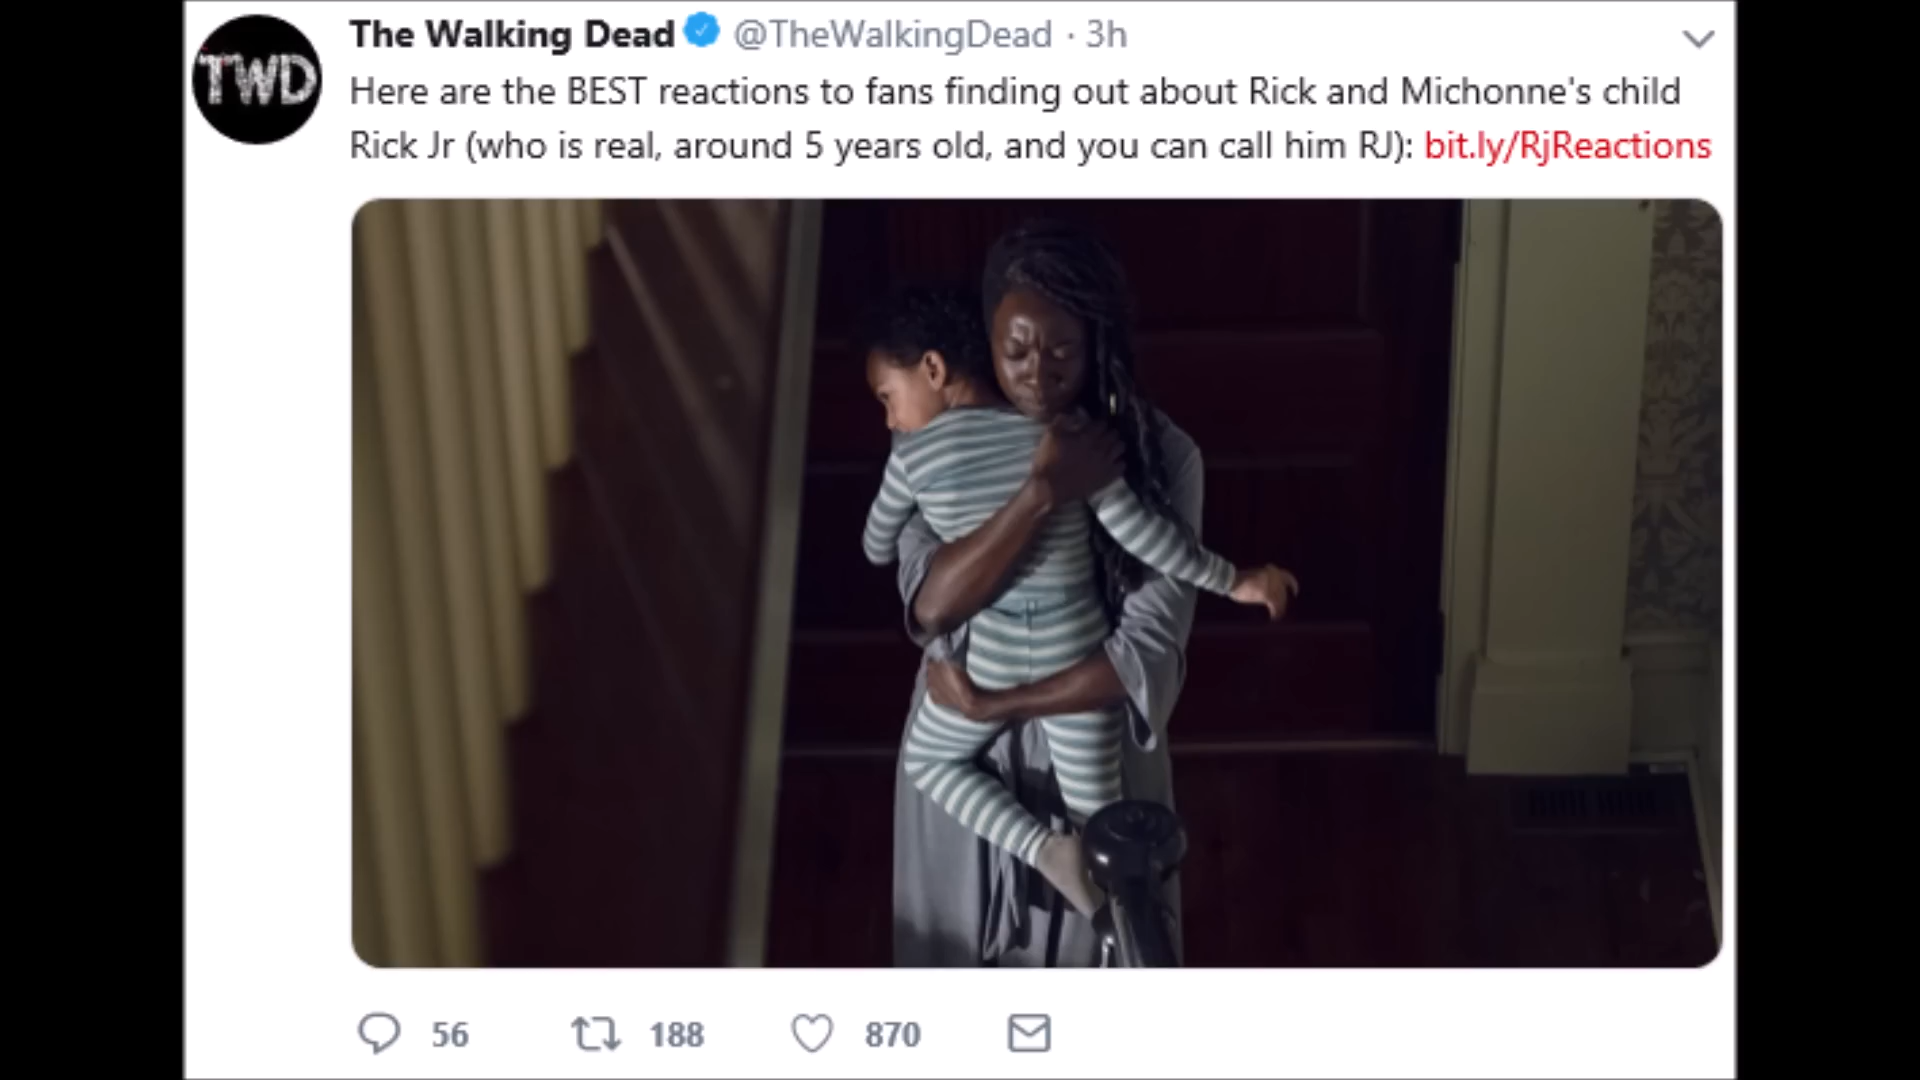 TWD
The Walking Dead @TheWalkingDead · 3h
Here are the BEST reactions to fans finding out about Rick and Michonne's child
Rick Jr (who is real, around 5 years old, and you can call him RJ): bit.ly/RjReactions
56 188 870